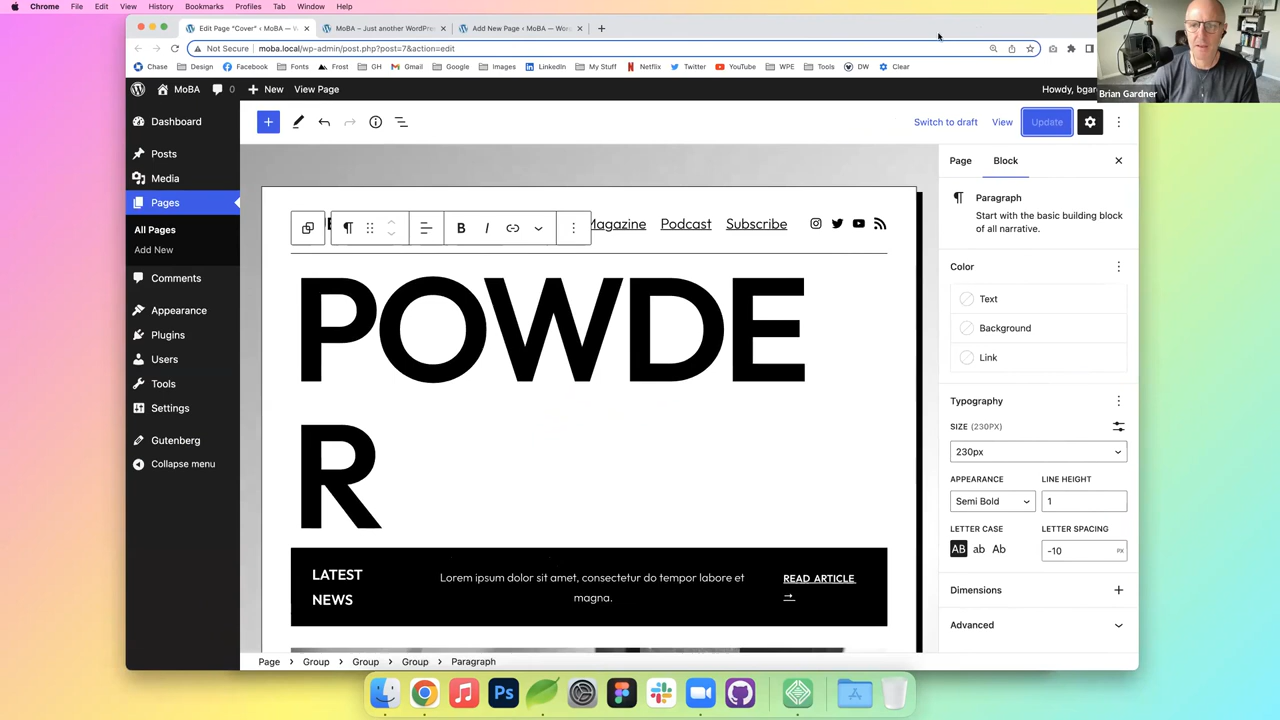 Chrome File Edit View History Bookmarks Profiles Tab Window Help
Edit Page "Cover" ‹ MoBA — W
MoBA – Just another WordPres
Add New Page ‹ MoBA — Wor
Not Secure moba.local/wp-admin/post.php?post=7&action=edit
Chase Design Facebook Fonts Frost GH Gmail Google Images LinkedIn My Stuff Netflix Twitter YouTube WPE Tools DW Clear
Brian Gardner
MoBA 0 New View Page Howdy, bgar
Dashboard
Posts
Media
Pages
All Pages
Add New
Comments
Appearance
Plugins
Users
Tools
Settings
Gutenberg
Collapse menu
Switch to draft View Update
B I
Magazine Podcast Subscribe
POWDE
R
LATEST
NEWS
Lorem ipsum dolor sit amet, consectetur do tempor labore et
magna.
READ ARTICLE
→
Page Block
Paragraph
Start with the basic building block
of all narrative.
Color
Text
Background
Link
Typography
SIZE (230PX)
230px
APPEARANCE LINE HEIGHT
Semi Bold 1
LETTER CASE LETTER SPACING
AB ab Ab -10 PX
Dimensions
Advanced
Page Group Group Group Paragraph
Ps